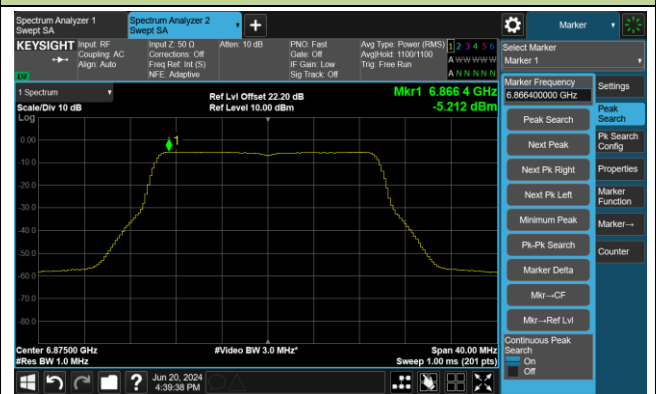 Spectrum Analyzer 1
Swept SA
Spectrum Analyzer 2
Swept SA
Marker
KEYSIGHT
Input: RF
Coupling: AC
Align: Auto
Input Z: 50 Ω
Corrections: Off
Freq Ref: Int (S)
NFE: Adaptive
Atten: 10 dB
PNO: Fast
Gate: Off
IF Gain: Low
Sig Track: Off
Avg Type: Power (RMS)
Avg|Hold: 1100/1100
Trig: Free Run
1 2 3 4 5 6
A W W W W W
A N N N N N
Select Marker
Marker 1
LXI
1 Spectrum
Scale/Div 10 dB
Log
Ref Lvl Offset 22.20 dB
Ref Level 10.00 dBm
Mkr1 6.866 4 GHz
-5.212 dBm
1
0.00
-10.0
-20.0
-30.0
-40.0
-50.0
-60.0
-70.0
-80.0
Center 6.87500 GHz
#Res BW 1.0 MHz
#Video BW 3.0 MHz*
Span 40.00 MHz
Sweep 1.00 ms (201 pts)
Marker Frequency
6.866400000 GHz
Peak Search
Next Peak
Next Pk Right
Next Pk Left
Minimum Peak
Pk-Pk Search
Marker Delta
Mkr→CF
Mkr→Ref Lvl
Continuous Peak
Search
On
Off
Settings
Peak
Search
Pk Search
Config
Properties
Marker
Function
Marker→
Counter
?
Jun 20, 2024
4:39:38 PM